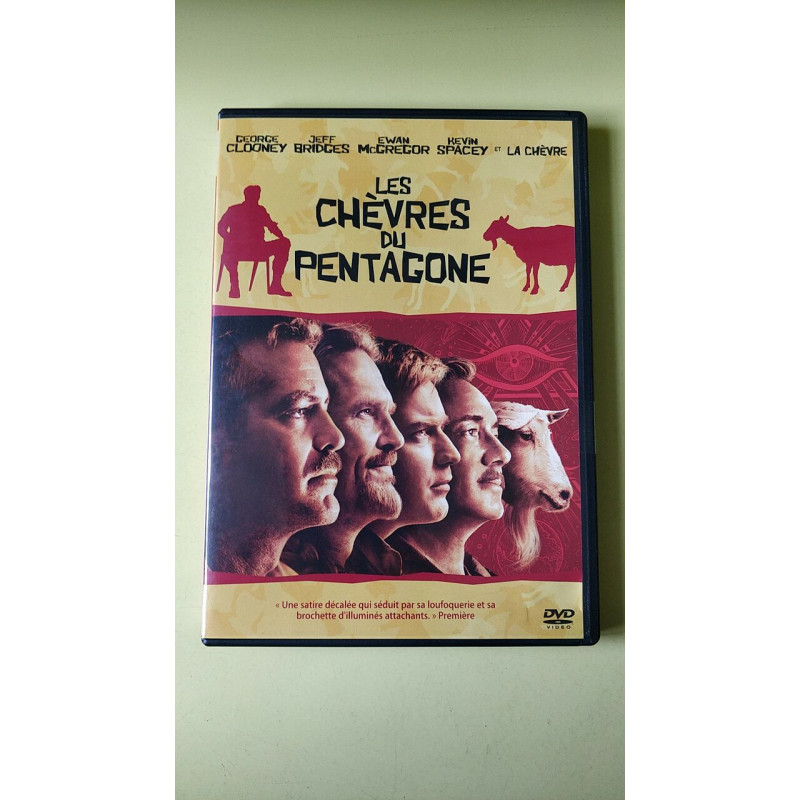 GEORGE CLOONEY JEFF BRIDGES EWAN McGREGOR KEVIN SPACEY ET LA CHÈVRE
LES
CHÈVRES
DU
PENTAGONE
« Une satire décalée qui séduit par sa loufoquerie et sa
brochette d'illuminés attachants. » Première
DVD
VIDEO